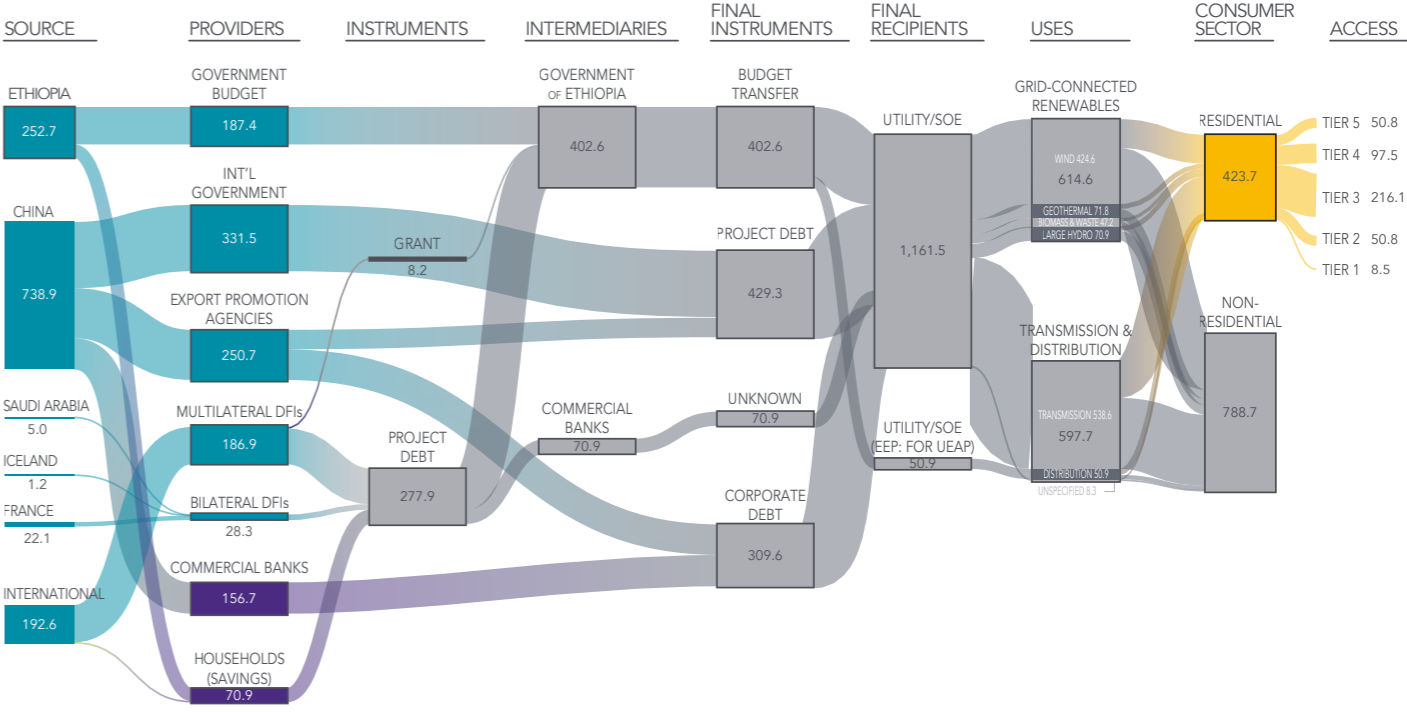 SOURCE
PROVIDERS
INSTRUMENTS
INTERMEDIARIES
FINAL
INSTRUMENTS
FINAL
RECIPIENTS
USES
CONSUMER
SECTOR
ACCESS
ETHIOPIA
252.7
CHINA
738.9
SAUDI ARABIA
5.0
ICELAND
1.2
FRANCE
22.1
INTERNATIONAL
192.6
GOVERNMENT
BUDGET
187.4
INT'L
GOVERNMENT
331.5
EXPORT PROMOTION
AGENCIES
250.7
MULTILATERAL DFIs
186.9
BILATERAL DFIs
28.3
COMMERCIAL BANKS
156.7
HOUSEHOLDS
(SAVINGS)
70.9
GRANT
8.2
PROJECT
DEBT
277.9
GOVERNMENT
OF ETHIOPIA
402.6
COMMERCIAL
BANKS
70.9
BUDGET
TRANSFER
402.6
PROJECT DEBT
429.3
UNKNOWN
70.9
CORPORATE
DEBT
309.6
UTILITY/SOE
1,161.5
UTILITY/SOE
(EEP: FOR UEAP)
50.9
GRID-CONNECTED
RENEWABLES
WIND 424.6
614.6
GEOTHERMAL 71.8
BIOMASS & WASTE 47.2
LARGE HYDRO 70.9
TRANSMISSION &
DISTRIBUTION
TRANSMISSION 538.6
597.7
DISTRIBUTION 50.9
UNSPECIFIED 8.3
RESIDENTIAL
423.7
NON-
RESIDENTIAL
788.7
TIER 5 50.8
TIER 4 97.5
TIER 3 216.1
TIER 2 50.8
TIER 1 8.5